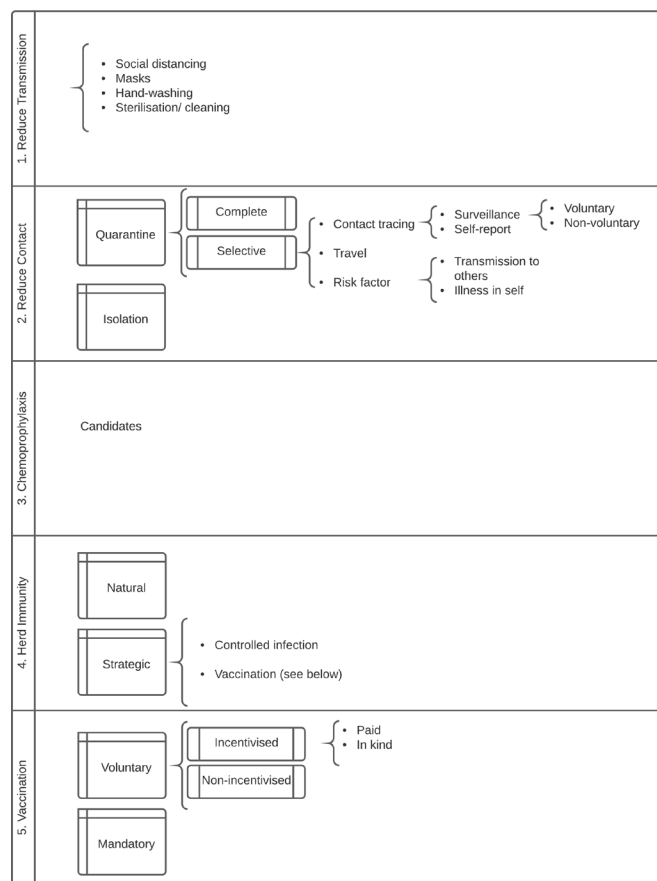 1. Reduce Transmission
Social distancing
Masks
Hand-washing
Sterilisation/ cleaning
2. Reduce Contact
Quarantine
Complete
Selective
Contact tracing
Surveillance
Self-report
Voluntary
Non-voluntary
Travel
Risk factor
Transmission to
others
Illness in self
Isolation
3. Chemoprophylaxis
Candidates
4. Herd Immunity
Natural
Strategic
Controlled infection
Vaccination (see below)
5. Vaccination
Voluntary
Incentivised
Paid
In kind
Non-incentivised
Mandatory